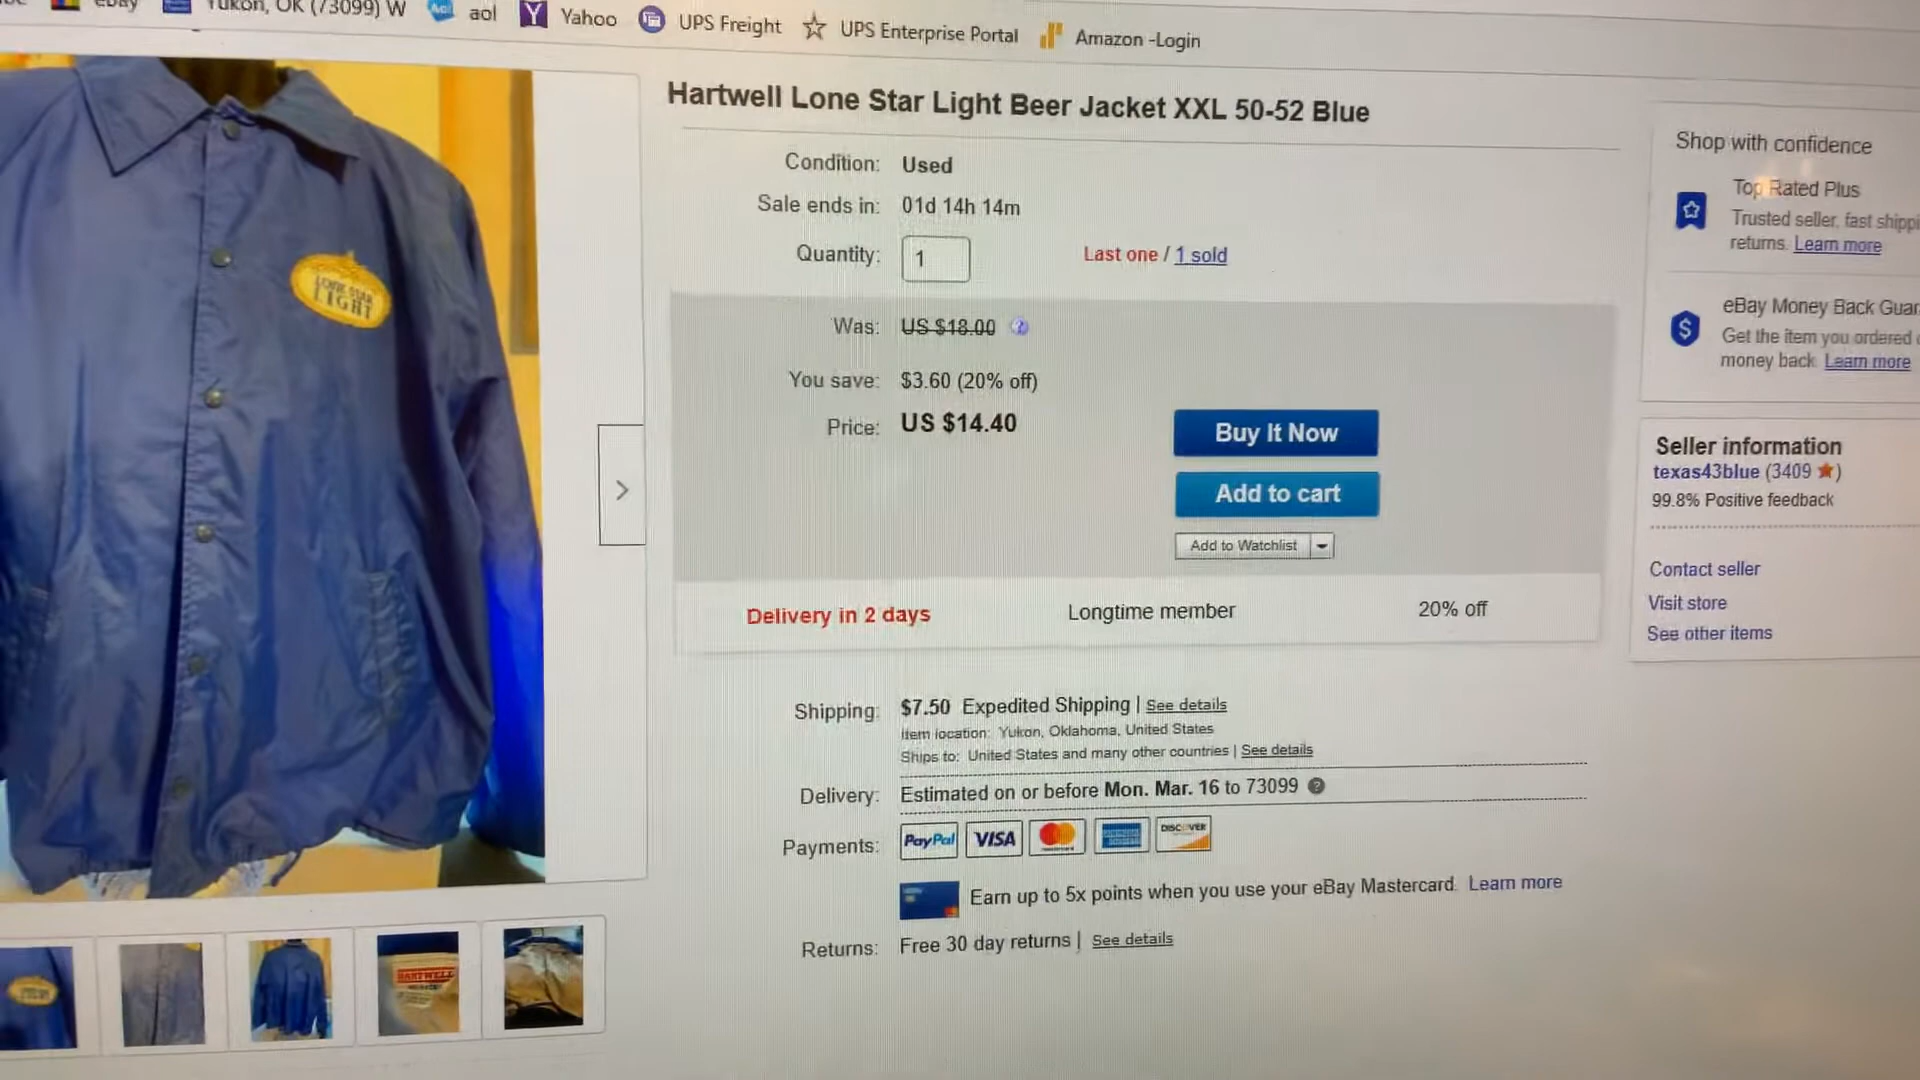 ebay
Yukon, OK (73099) W
Aol
aol
Y
Yahoo
UPS Freight
UPS Enterprise Portal
Amazon -Login
Hartwell Lone Star Light Beer Jacket XXL 50-52 Blue
Condition: Used
Sale ends in: 01d 14h 14m
Quantity: 1
Last one / 1 sold
Was: US $18.00 ?
You save: $3.60 (20% off)
Price: US $14.40
Buy It Now
Add to cart
Add to Watchlist
Delivery in 2 days
Longtime member
20% off
Shipping: $7.50 Expedited Shipping | See details
Item location: Yukon, Oklahoma, United States
Ships to: United States and many other countries | See details
Delivery: Estimated on or before Mon. Mar. 16 to 73099 ?
Payments: PayPal VISA mastercard AMERICAN EXPRESS DISCOVER
Earn up to 5x points when you use your eBay Mastercard. Learn more
Returns: Free 30 day returns | See details
Shop with confidence
Top Rated Plus
Trusted seller, fast shippi
returns. Learn more
$
eBay Money Back Guar
Get the item you ordered
money back. Learn more
Seller information
texas43blue (3409)
99.8% Positive feedback
Contact seller
Visit store
See other items
LONE STAR
LIGHT
HARTWELL